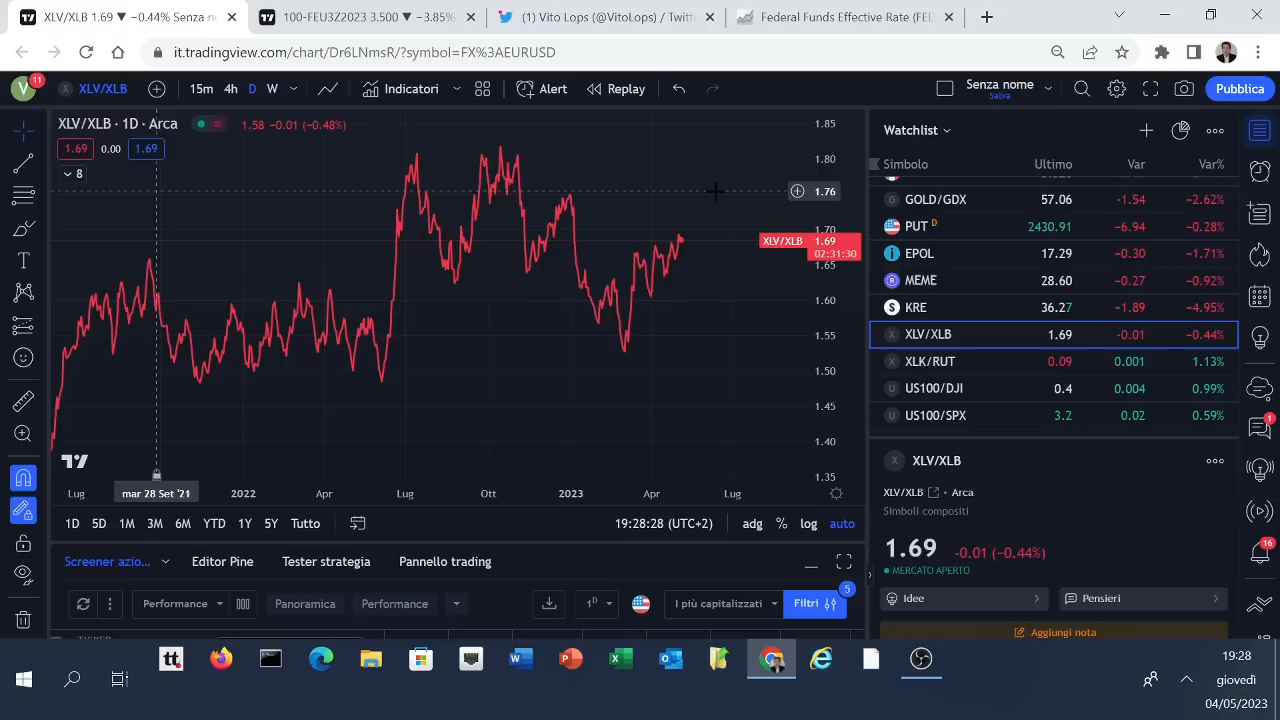 XLV/XLB 1.69 ▼ −0.44% Senza no
100-FEU3Z2023 3.500 ▼ −3.85%
(1) Vito Lops (@VitoLops) / Twitte
Federal Funds Effective Rate (FED
it.tradingview.com/chart/Dr6LNmsR/?symbol=FX%3AEURUSD
V 11 XLV/XLB 15m 4h D W Indicatori Alert Replay Senza nome Salva Pubblica
XLV/XLB · 1D · Arca 1.58 −0.01 (−0.48%)
1.69 0.00 1.69
8
1.85
1.80
1.76
1.70
XLV/XLB 1.69
02:31:30
1.65
1.60
1.55
1.50
1.45
1.40
1.35
Lug mar 28 Set '21 2022 Apr Lug Ott 2023 Apr Lug
1D 5D 1M 3M 6M YTD 1Y 5Y Tutto 19:28:28 (UTC+2) adg % log auto
Screener azio... Editor Pine Tester strategia Pannello trading
Performance Panoramica Performance 1D I più capitalizzati Filtri 5
TICKER
Watchlist
Simbolo Ultimo Var Var%
GOLD/GDX 57.06 −1.54 −2.62%
PUT D 2430.91 −6.94 −0.28%
EPOL 17.29 −0.30 −1.71%
MEME 28.60 −0.27 −0.92%
KRE 36.27 −1.89 −4.95%
XLV/XLB 1.69 −0.01 −0.44%
XLK/RUT 0.09 0.001 1.13%
US100/DJI 0.4 0.004 0.99%
US100/SPX 3.2 0.02 0.59%
XLV/XLB
XLV/XLB • Arca
Simboli compositi
1.69 −0.01 (−0.44%)
MERCATO APERTO
Idee Pensieri
Aggiungi nota
1
16
19:28
giovedì
04/05/2023